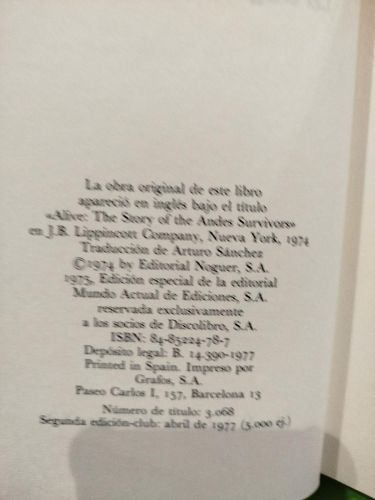 La obra original de este libro
apareció en inglés bajo el título
«Alive: The Story of the Andes Survivors»
en J.B. Lippincott Company, Nueva York, 1974
Traducción de Arturo Sánchez
©1974 by Editorial Noguer, S.A.
1975, Edición especial de la editorial
Mundo Actual de Ediciones, S.A.
reservada exclusivamente
a los socios de Discolibro, S.A.
ISBN: 84-85224-78-7
Depósito legal: B. 14.390-1977
Printed in Spain. Impreso por
Grafos, S.A.
Paseo Carlos I, 157, Barcelona 13
Número de título: 3.068
Segunda edición-club: abril de 1977 (5.000 ej.)